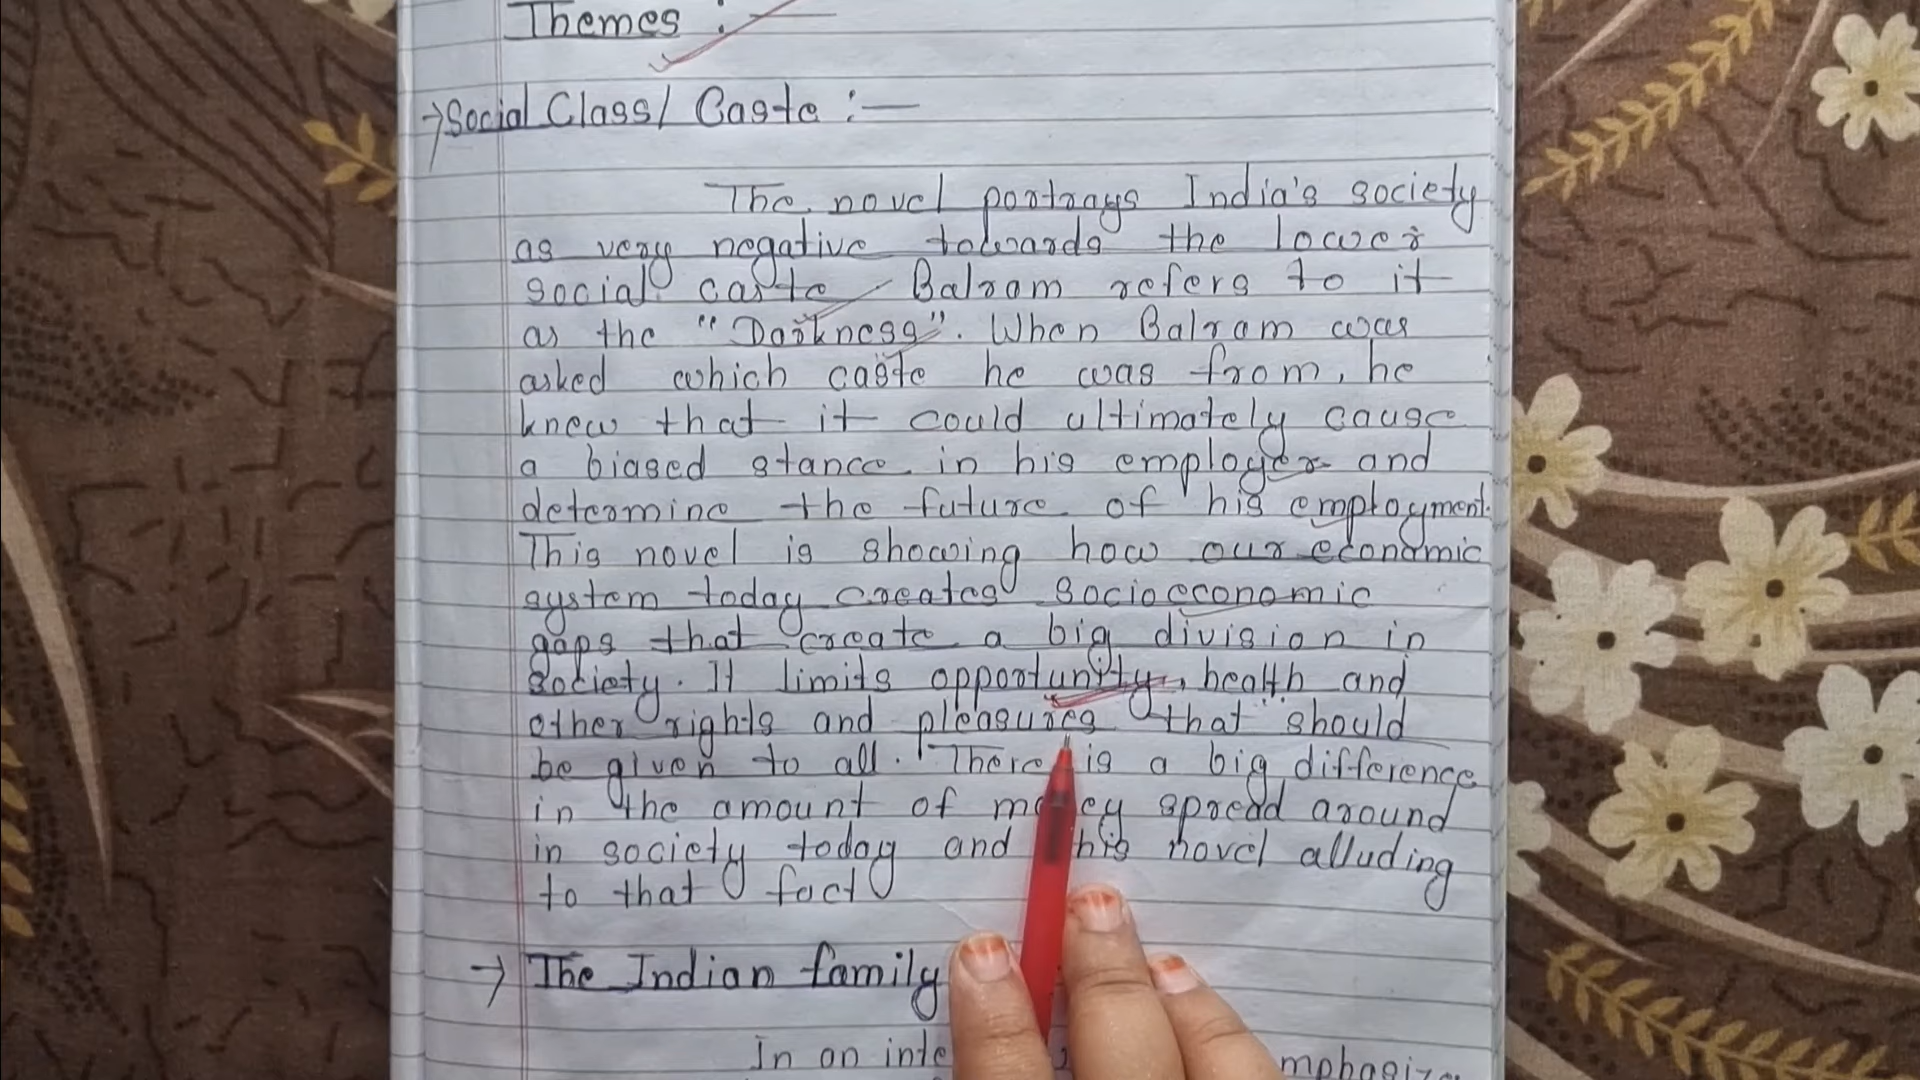 Themes :—
→Social Class/ Caste :—
The novel portrays India's society
as very negative towards the lower
social caste Balram refers to it
as the "Darkness". When Balram was
asked which caste he was from, he
knew that it could ultimately cause
a biased stance in his employer and
determine the future of his employment.
This novel is showing how our economic
system today creates socioeconomic
gaps that create a big division in
society. It limits opportunity, health and
other rights and pleasures that should
be given to all. There is a big difference
in the amount of money spread around
in society today and this novel alluding
to that fact
→ The Indian family
In an